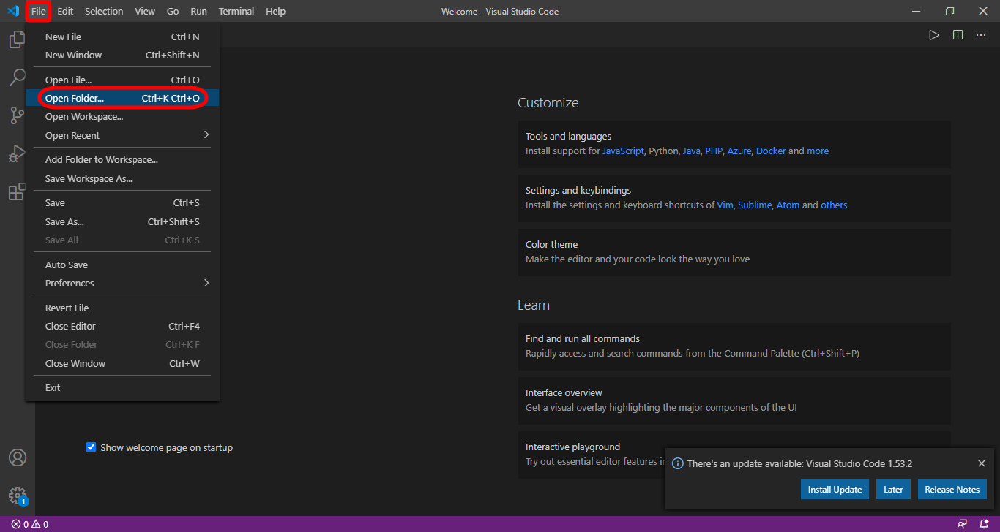 File Edit Selection View Go Run Terminal Help
Welcome - Visual Studio Code
New File Ctrl+N
New Window Ctrl+Shift+N
Open File... Ctrl+O
Open Folder... Ctrl+K Ctrl+O
Open Workspace...
Open Recent
Add Folder to Workspace...
Save Workspace As...
Save Ctrl+S
Save As... Ctrl+Shift+S
Save All Ctrl+K S
Auto Save
Preferences
Revert File
Close Editor Ctrl+F4
Close Folder Ctrl+K F
Close Window Ctrl+W
Exit
Customize
Tools and languages
Install support for JavaScript, Python, Java, PHP, Azure, Docker and more
Settings and keybindings
Install the settings and keyboard shortcuts of Vim, Sublime, Atom and others
Color theme
Make the editor and your code look the way you love
Learn
Find and run all commands
Rapidly access and search commands from the Command Palette (Ctrl+Shift+P)
Interface overview
Get a visual overlay highlighting the major components of the UI
Interactive playground
Try out essential editor features
Show welcome page on startup
There's an update available: Visual Studio Code 1.53.2
Install Update Later Release Notes
1
0 0